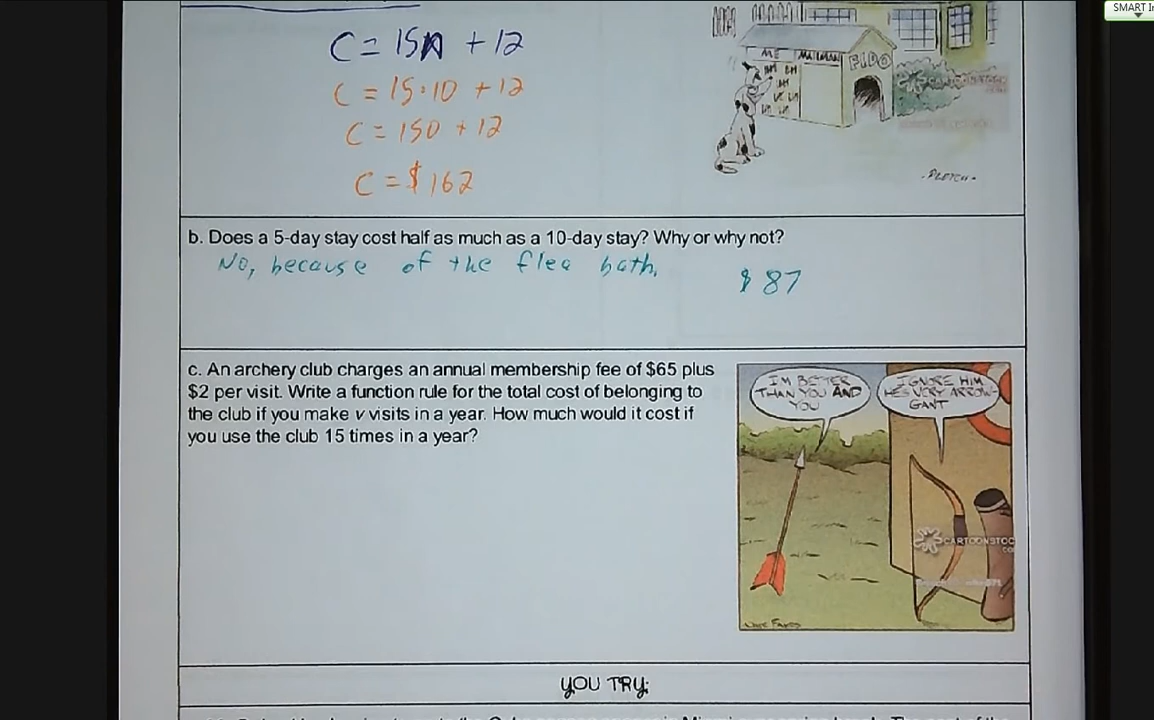 SMART In
C = 15n + 12
C = 15·10 + 12
C = 150 + 12
C = $162
ME MAILMAN
FIDO
b. Does a 5-day stay cost half as much as a 10-day stay? Why or why not?
No, because of the flea bath.
$87
c. An archery club charges an annual membership fee of $65 plus
$2 per visit. Write a function rule for the total cost of belonging to
the club if you make v visits in a year. How much would it cost if
you use the club 15 times in a year?
I'M BETTER
THAN YOU AND
YOU
IGNORE HIM
HE'S VERY ARROW-
GANT
CARTOONSTOC
YOU TRY: